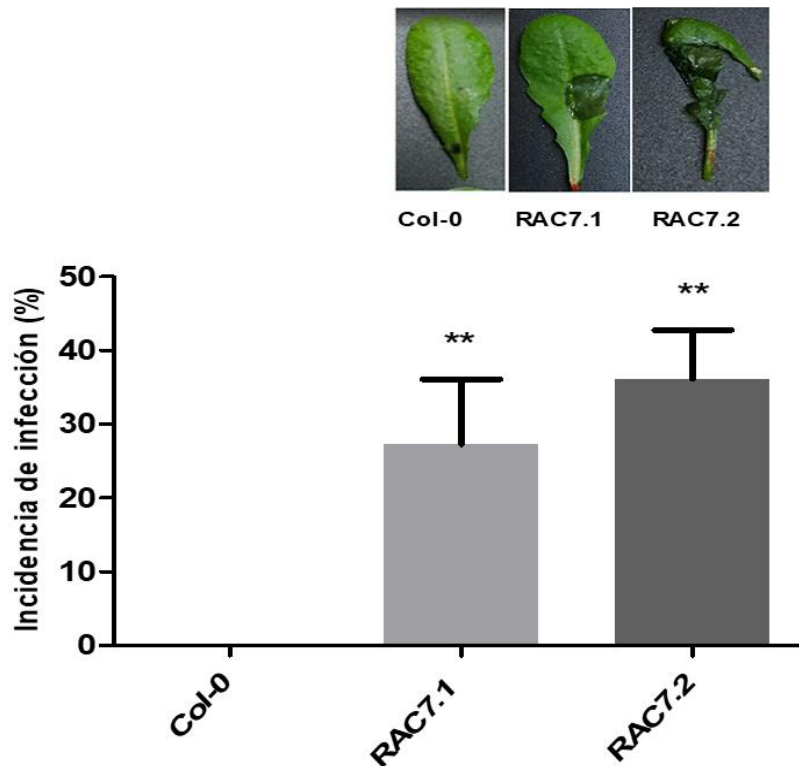 Col-0 RAC7.1 RAC7.2
Incidencia de infección (%)
50
40
30
20
10
0
**
**
Col-0
RAC7.1
RAC7.2